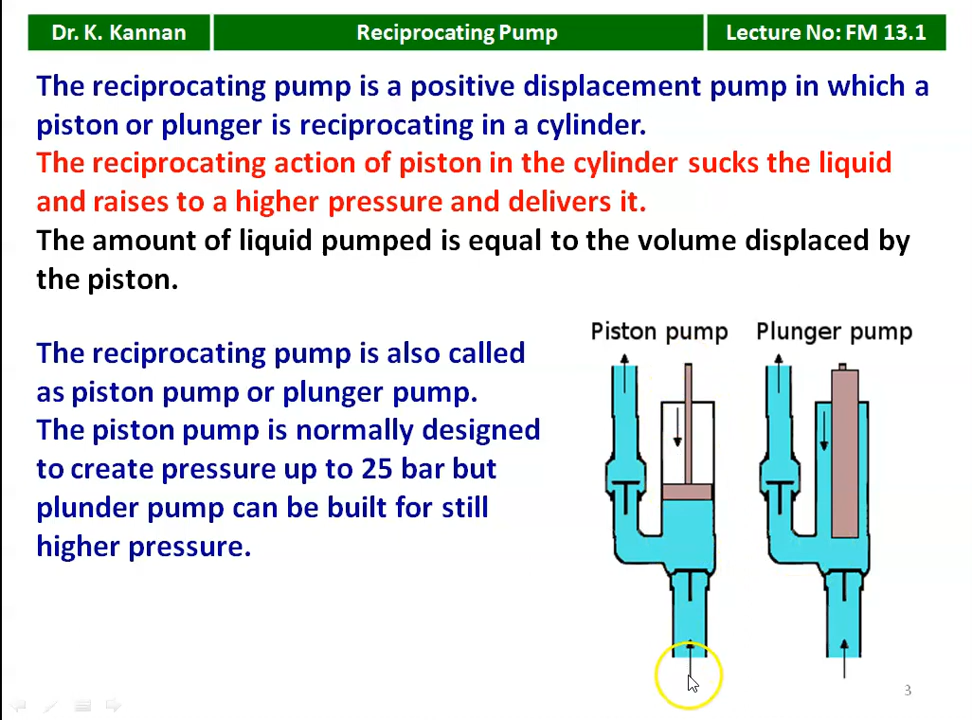 Dr. K. Kannan
Reciprocating Pump
Lecture No: FM 13.1
The reciprocating pump is a positive displacement pump in which a
piston or plunger is reciprocating in a cylinder.
The reciprocating action of piston in the cylinder sucks the liquid
and raises to a higher pressure and delivers it.
The amount of liquid pumped is equal to the volume displaced by
the piston.
The reciprocating pump is also called
as piston pump or plunger pump.
The piston pump is normally designed
to create pressure up to 25 bar but
plunder pump can be built for still
higher pressure.
Piston pump
Plunger pump
3